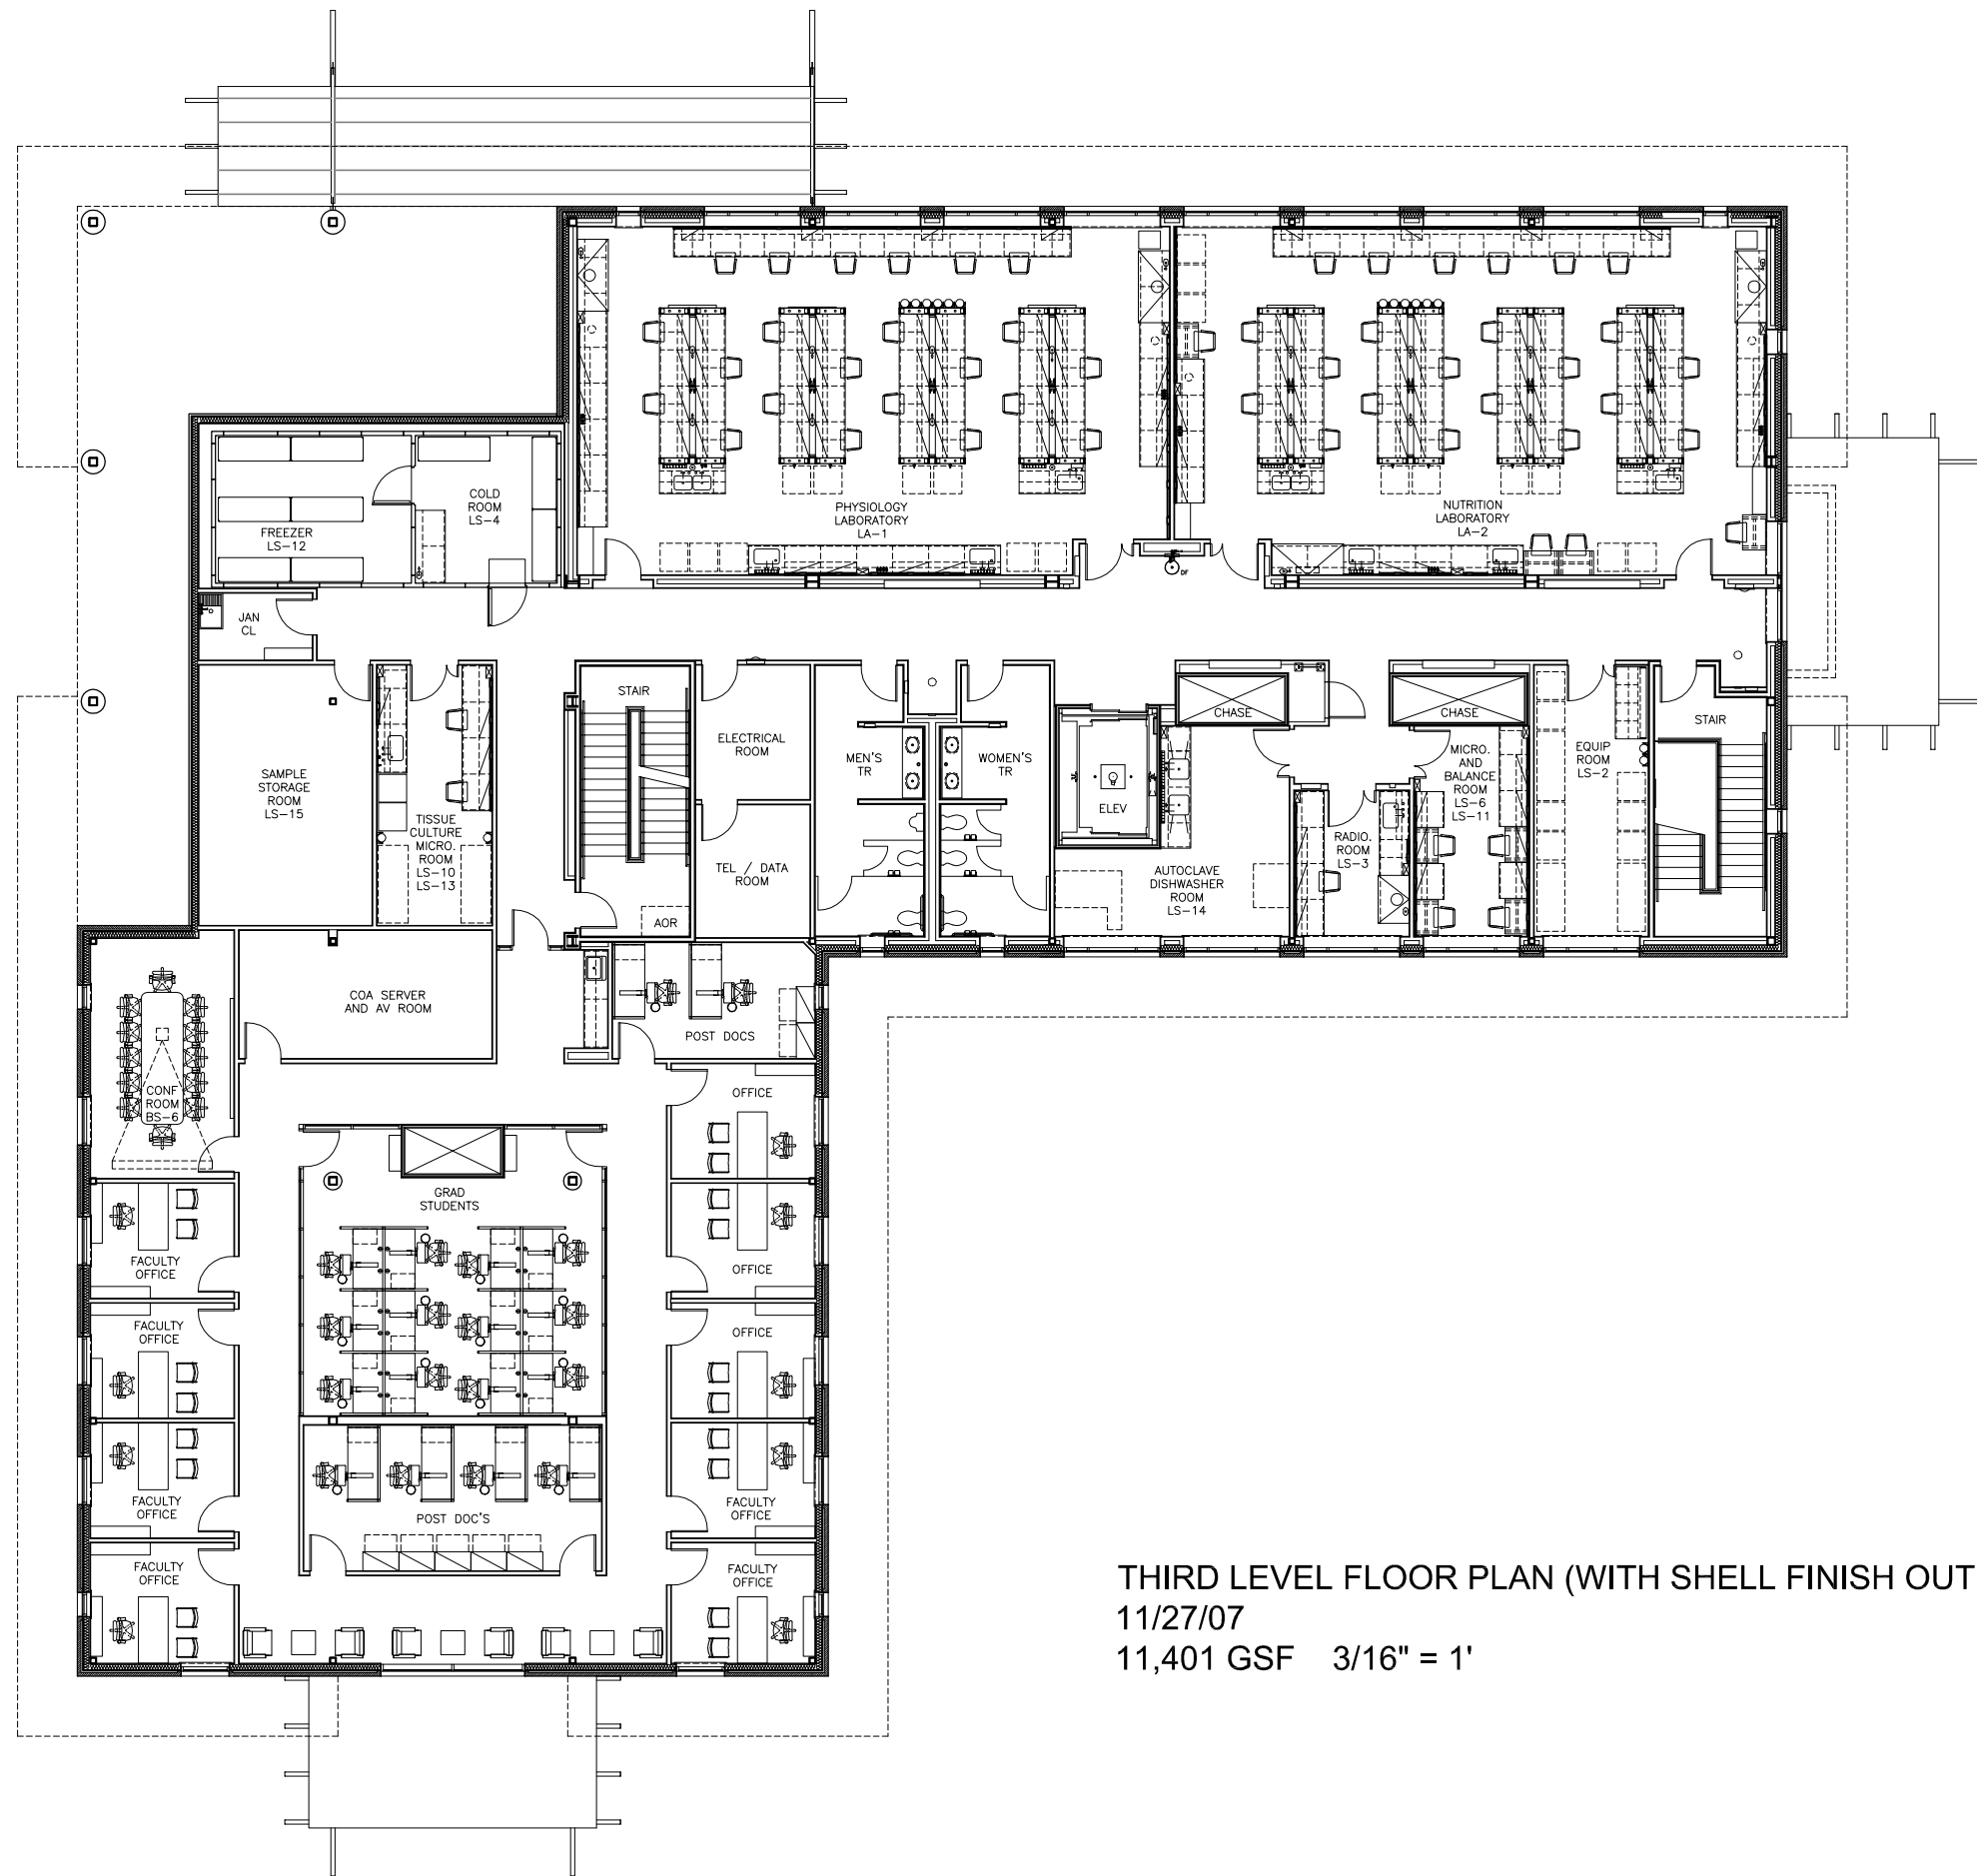 PHYSIOLOGY
LABORATORY
LA-1
NUTRITION
LABORATORY
LA-2
COLD
ROOM
LS-4
FREEZER
LS-12
DF
JAN
CL
STAIR
ELECTRICAL
ROOM
MEN'S
TR
WOMEN'S
TR
CHASE
CHASE
STAIR
SAMPLE
STORAGE
ROOM
LS-15
TISSUE
CULTURE
MICRO.
ROOM
LS-10
LS-13
ELEV
MICRO.
AND
BALANCE
ROOM
LS-6
LS-11
EQUIP
ROOM
LS-2
RADIO.
ROOM
LS-3
TEL / DATA
ROOM
AUTOCLAVE
DISHWASHER
ROOM
LS-14
AOR
COA SERVER
AND AV ROOM
POST DOCS
CONF
ROOM
BS-6
OFFICE
GRAD
STUDENTS
FACULTY
OFFICE
OFFICE
FACULTY
OFFICE
OFFICE
FACULTY
OFFICE
POST DOC'S
FACULTY
OFFICE
FACULTY
OFFICE
FACULTY
OFFICE
THIRD LEVEL FLOOR PLAN (WITH SHELL FINISH OUT
11/27/07
11,401 GSF 3/16" = 1'